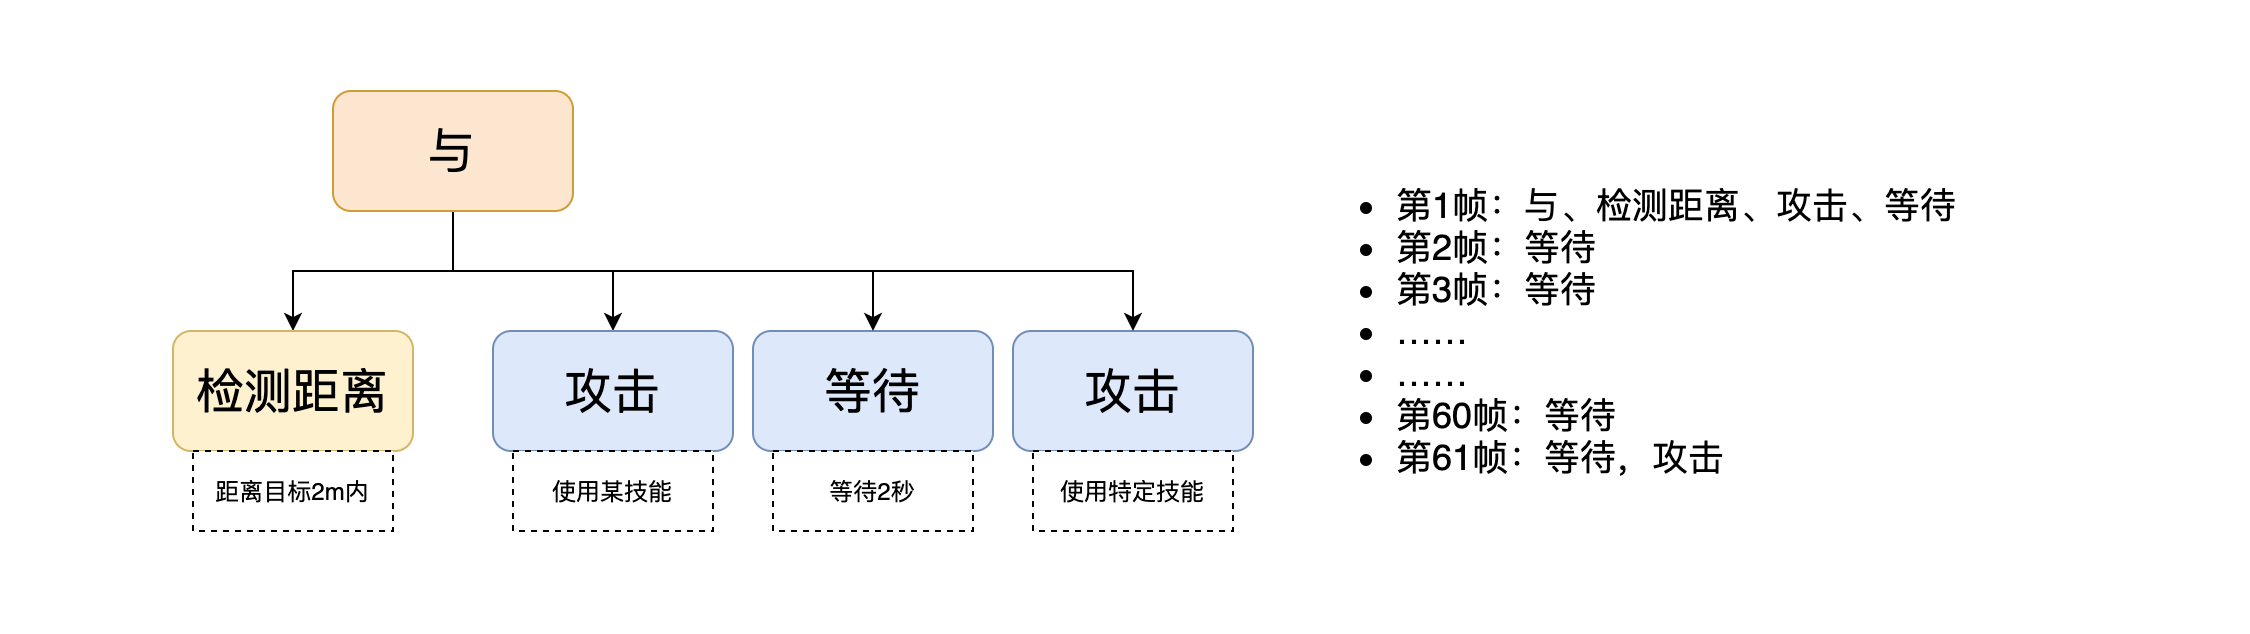 与
检测距离
攻击
等待
攻击
距离目标2m内
使用某技能
等待2秒
使用特定技能
• 第1帧：与、检测距离、攻击、等待
• 第2帧：等待
• 第3帧：等待
• ……
• ……
• 第60帧：等待
• 第61帧：等待，攻击